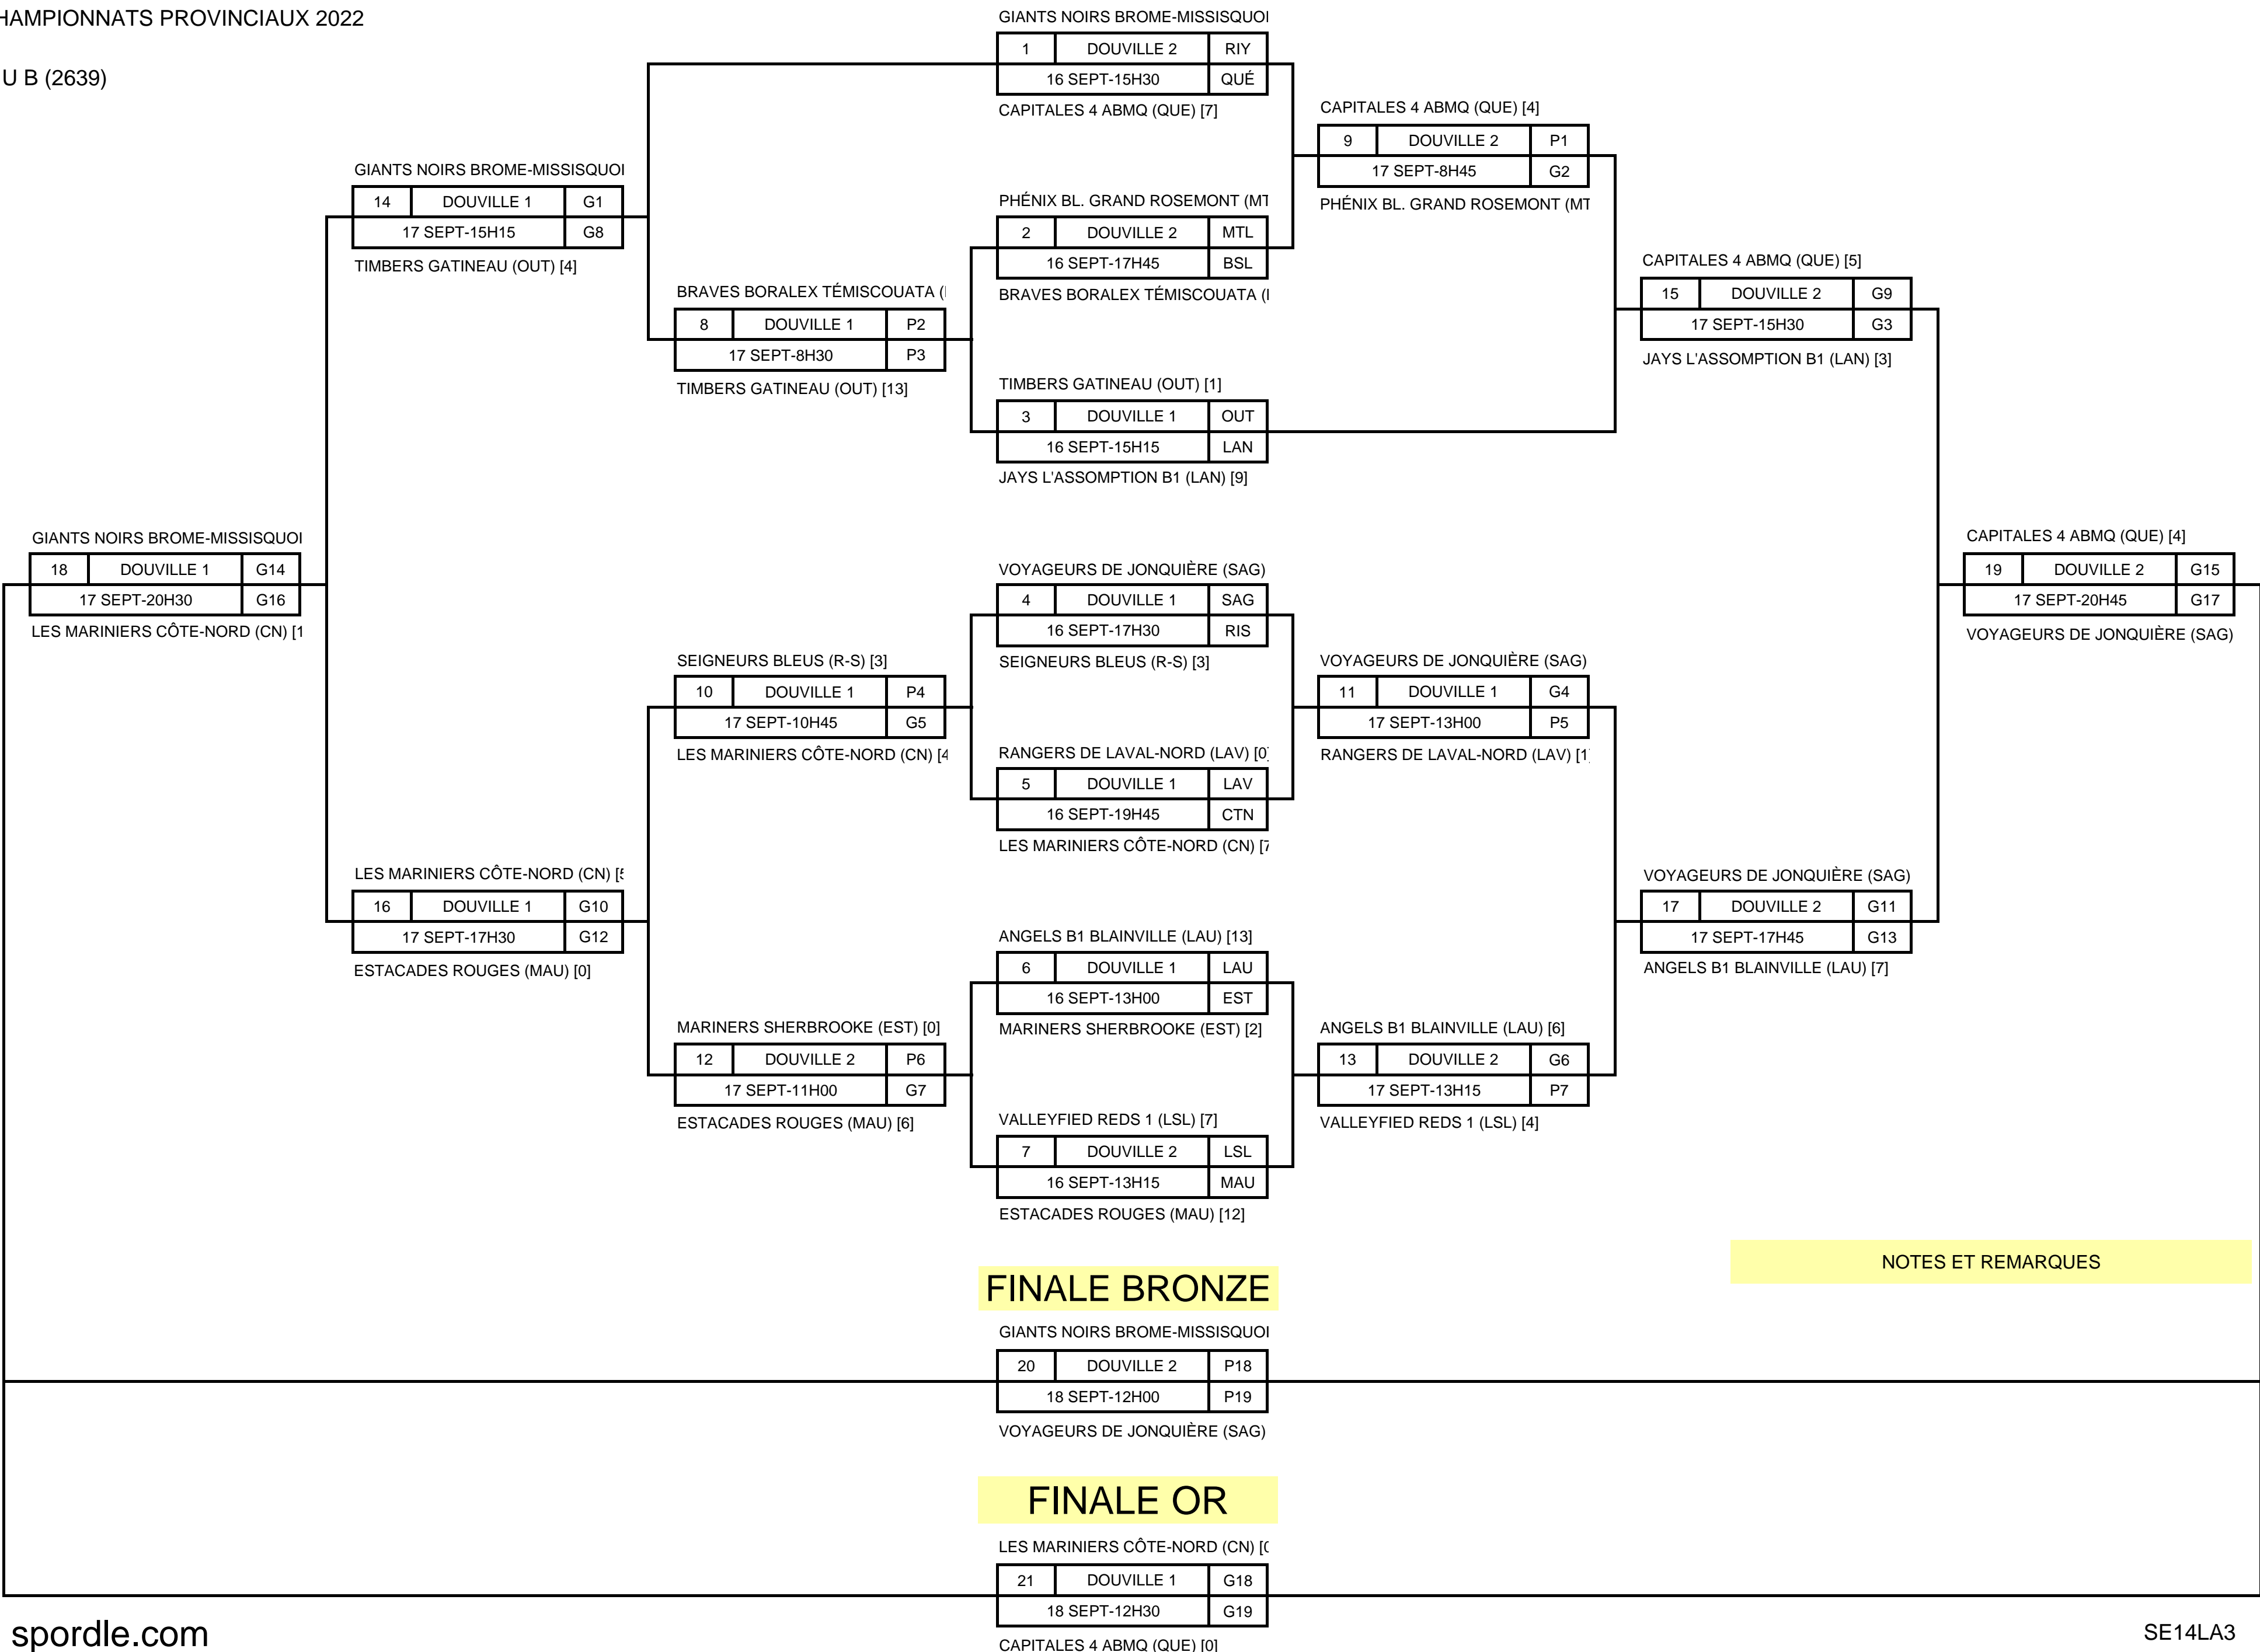 HAMPIONNATS PROVINCIAUX 2022
U B (2639)
GIANTS NOIRS BROME-MISSISQUOI
1 DOUVILLE 2 RIY
16 SEPT-15H30 QUÉ
CAPITALES 4 ABMQ (QUE) [7]
CAPITALES 4 ABMQ (QUE) [4]
9 DOUVILLE 2 P1
17 SEPT-8H45 G2
PHÉNIX BL. GRAND ROSEMONT (MT
GIANTS NOIRS BROME-MISSISQUOI
14 DOUVILLE 1 G1
17 SEPT-15H15 G8
TIMBERS GATINEAU (OUT) [4]
PHÉNIX BL. GRAND ROSEMONT (MT
2 DOUVILLE 2 MTL
16 SEPT-17H45 BSL
BRAVES BORALEX TÉMISCOUATA (
CAPITALES 4 ABMQ (QUE) [5]
15 DOUVILLE 2 G9
17 SEPT-15H30 G3
JAYS L'ASSOMPTION B1 (LAN) [3]
BRAVES BORALEX TÉMISCOUATA (
8 DOUVILLE 1 P2
17 SEPT-8H30 P3
TIMBERS GATINEAU (OUT) [13]
TIMBERS GATINEAU (OUT) [1]
3 DOUVILLE 1 OUT
16 SEPT-15H15 LAN
JAYS L'ASSOMPTION B1 (LAN) [9]
GIANTS NOIRS BROME-MISSISQUOI
18 DOUVILLE 1 G14
17 SEPT-20H30 G16
LES MARINIERS CÔTE-NORD (CN) [1
CAPITALES 4 ABMQ (QUE) [4]
19 DOUVILLE 2 G15
17 SEPT-20H45 G17
VOYAGEURS DE JONQUIÈRE (SAG)
VOYAGEURS DE JONQUIÈRE (SAG)
4 DOUVILLE 1 SAG
16 SEPT-17H30 RIS
SEIGNEURS BLEUS (R-S) [3]
SEIGNEURS BLEUS (R-S) [3]
10 DOUVILLE 1 P4
17 SEPT-10H45 G5
LES MARINIERS CÔTE-NORD (CN) [4
VOYAGEURS DE JONQUIÈRE (SAG)
11 DOUVILLE 1 G4
17 SEPT-13H00 P5
RANGERS DE LAVAL-NORD (LAV) [1]
RANGERS DE LAVAL-NORD (LAV) [0]
5 DOUVILLE 1 LAV
16 SEPT-19H45 CTN
LES MARINIERS CÔTE-NORD (CN) [7
LES MARINIERS CÔTE-NORD (CN) [5
16 DOUVILLE 1 G10
17 SEPT-17H30 G12
ESTACADES ROUGES (MAU) [0]
VOYAGEURS DE JONQUIÈRE (SAG)
17 DOUVILLE 2 G11
17 SEPT-17H45 G13
ANGELS B1 BLAINVILLE (LAU) [7]
ANGELS B1 BLAINVILLE (LAU) [13]
6 DOUVILLE 1 LAU
16 SEPT-13H00 EST
MARINERS SHERBROOKE (EST) [2]
MARINERS SHERBROOKE (EST) [0]
12 DOUVILLE 2 P6
17 SEPT-11H00 G7
ESTACADES ROUGES (MAU) [6]
ANGELS B1 BLAINVILLE (LAU) [6]
13 DOUVILLE 2 G6
17 SEPT-13H15 P7
VALLEYFIED REDS 1 (LSL) [4]
VALLEYFIED REDS 1 (LSL) [7]
7 DOUVILLE 2 LSL
16 SEPT-13H15 MAU
ESTACADES ROUGES (MAU) [12]
NOTES ET REMARQUES
FINALE BRONZE
GIANTS NOIRS BROME-MISSISQUOI
20 DOUVILLE 2 P18
18 SEPT-12H00 P19
VOYAGEURS DE JONQUIÈRE (SAG)
FINALE OR
LES MARINIERS CÔTE-NORD (CN) [0
21 DOUVILLE 1 G18
18 SEPT-12H30 G19
CAPITALES 4 ABMQ (QUE) [0]
spordle.com
SE14LA3